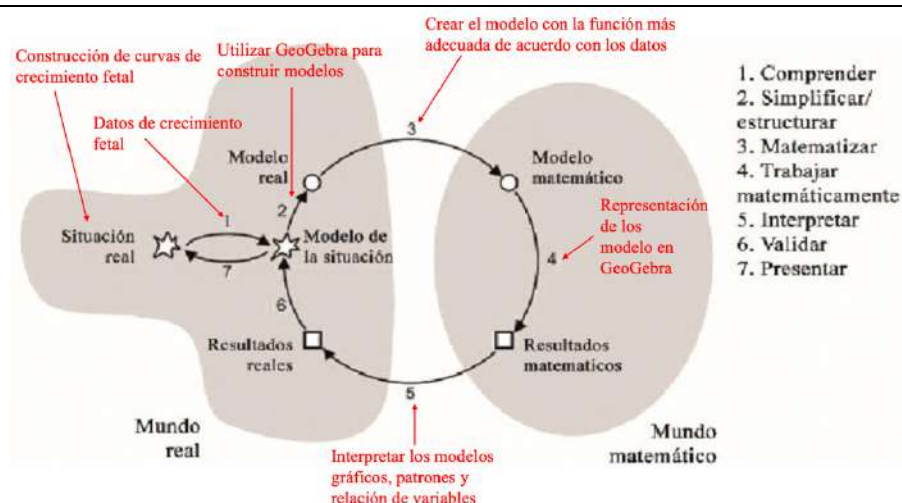 Crear el modelo con la función más
adecuada de acuerdo con los datos
Construcción de curvas de
crecimiento fetal
Utilizar GeoGebra para
construir modelos
Datos de crecimiento
fetal
3
Modelo
real
Modelo
matemático
2
1
Situación
real
Modelo de
la situación
7
Representación
de los
modelo en
GeoGebra
4
6
Resultados
reales
Resultados
matematicos
5
Mundo
real
Mundo
matemático
Interpretar los modelos
gráficos, patrones y
relación de variables
1. Comprender
2. Simplificar/
estructurar
3. Matematizar
4. Trabajar
matemáticamente
5. Interpretar
6. Validar
7. Presentar